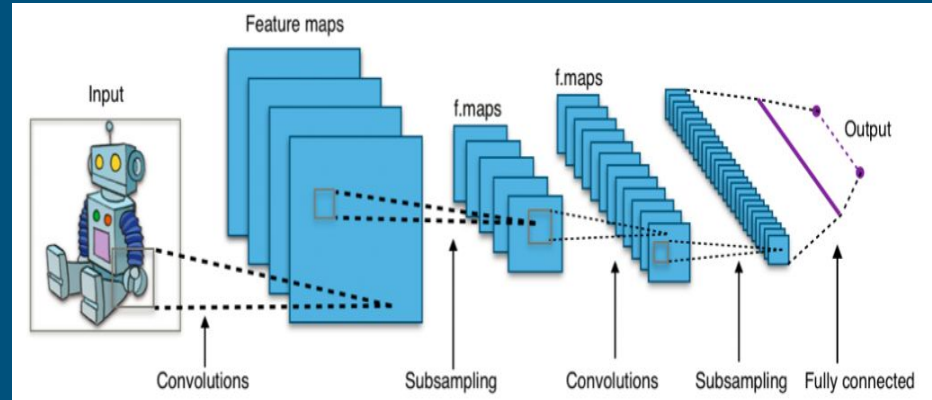 Feature maps
Input
f.maps
f.maps
Output
Convolutions
Subsampling
Convolutions
Subsampling
Fully connected